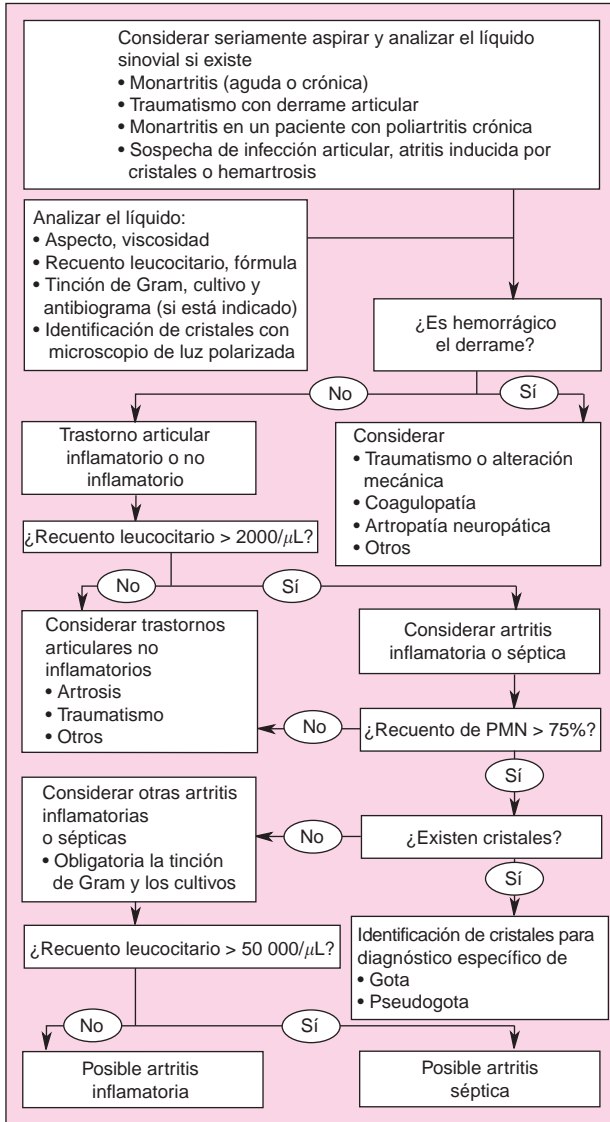 Considerar seriamente aspirar y analizar el líquido
sinovial si existe
• Monartritis (aguda o crónica)
• Traumatismo con derrame articular
• Monartritis en un paciente con poliartritis crónica
• Sospecha de infección articular, atritis inducida por
cristales o hemartrosis
Analizar el líquido:
• Aspecto, viscosidad
• Recuento leucocitario, fórmula
• Tinción de Gram, cultivo y
antibiograma (si está indicado)
• Identificación de cristales con
microscopio de luz polarizada
¿Es hemorrágico
el derrame?
No
Sí
Trastorno articular
inflamatorio o no
inflamatorio
Considerar
• Traumatismo o alteración
mecánica
• Coagulopatía
• Artropatía neuropática
• Otros
¿Recuento leucocitario > 2000/μL?
No
Sí
Considerar trastornos
articulares no
inflamatorios
• Artrosis
• Traumatismo
• Otros
Considerar artritis
inflamatoria o séptica
No
¿Recuento de PMN > 75%?
Sí
Considerar otras artritis
inflamatorias
o sépticas
• Obligatoria la tinción
de Gram y los cultivos
No
¿Existen cristales?
Sí
¿Recuento leucocitario > 50 000/μL?
Identificación de cristales para
diagnóstico específico de
• Gota
• Pseudogota
No
Sí
Posible artritis
inflamatoria
Posible artritis
séptica